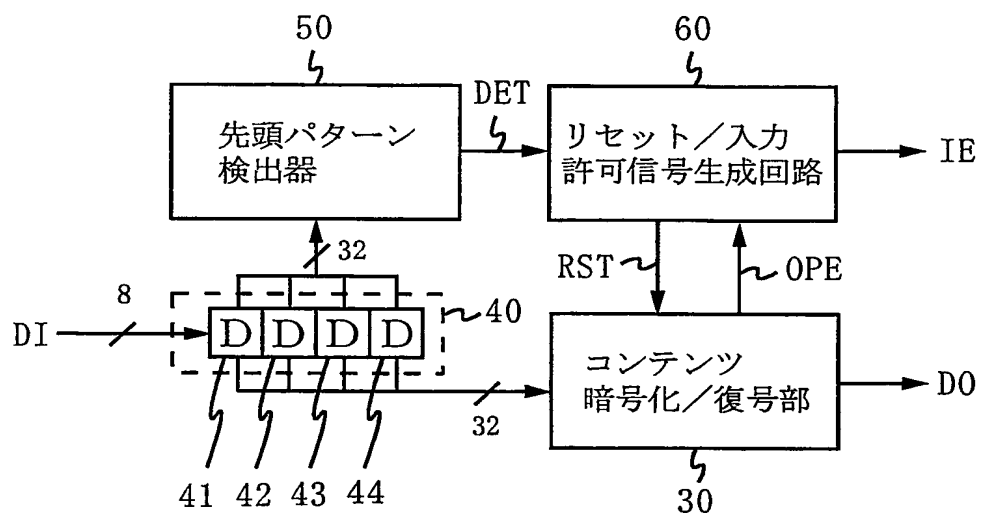 50
60
先頭パターン
検出器
DET
リセット／入力
許可信号生成回路
IE
32
RST
OPE
8
40
DI
D D D D
コンテンツ
暗号化／復号部
DO
32
41 42 43 44
30